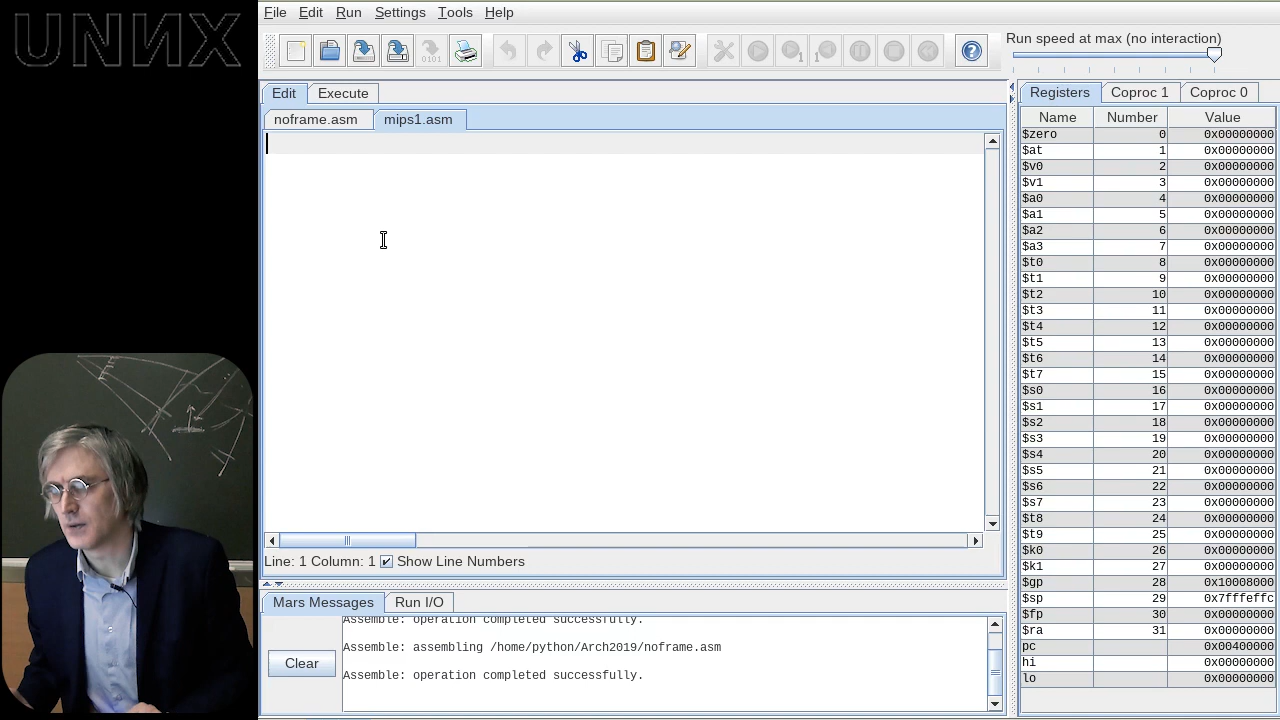 UNИX
File Edit Run Settings Tools Help
Run speed at max (no interaction)
Edit Execute
noframe.asm mips1.asm
Line: 1 Column: 1 Show Line Numbers
Mars Messages Run I/O
Clear
Assemble: operation completed successfully.
Assemble: assembling /home/python/Arch2019/noframe.asm
Assemble: operation completed successfully.
Registers Coproc 1 Coproc 0
Name Number Value
$zero 0 0x00000000
$at 1 0x00000000
$v0 2 0x00000000
$v1 3 0x00000000
$a0 4 0x00000000
$a1 5 0x00000000
$a2 6 0x00000000
$a3 7 0x00000000
$t0 8 0x00000000
$t1 9 0x00000000
$t2 10 0x00000000
$t3 11 0x00000000
$t4 12 0x00000000
$t5 13 0x00000000
$t6 14 0x00000000
$t7 15 0x00000000
$s0 16 0x00000000
$s1 17 0x00000000
$s2 18 0x00000000
$s3 19 0x00000000
$s4 20 0x00000000
$s5 21 0x00000000
$s6 22 0x00000000
$s7 23 0x00000000
$t8 24 0x00000000
$t9 25 0x00000000
$k0 26 0x00000000
$k1 27 0x00000000
$gp 28 0x10008000
$sp 29 0x7fffeffc
$fp 30 0x00000000
$ra 31 0x00000000
pc 0x00400000
hi 0x00000000
lo 0x00000000